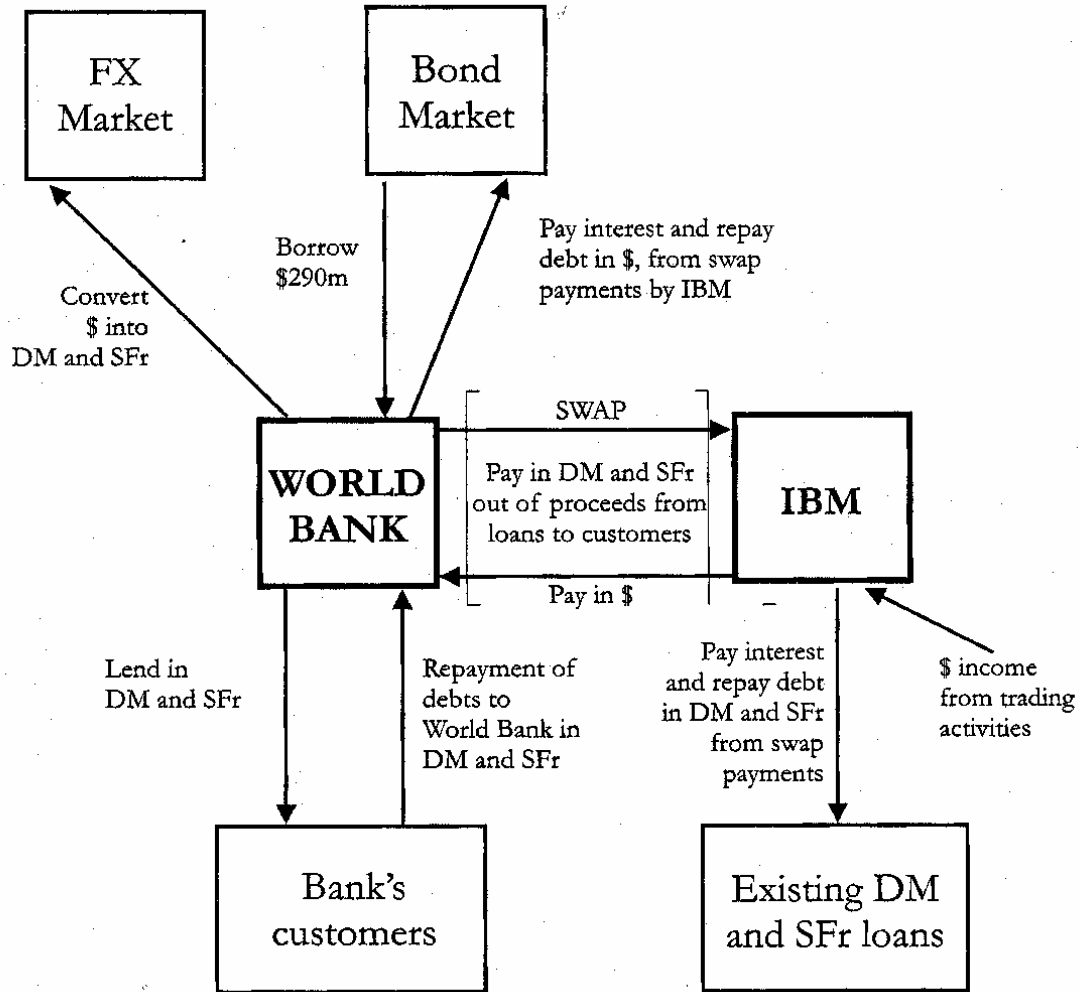 FX
Market
Bond
Market
Borrow
$290m
Pay interest and repay
debt in $, from swap
payments by IBM
Convert
$ into
DM and SFr
SWAP
WORLD
BANK
Pay in DM and SFr
out of proceeds from
loans to customers
IBM
Pay in $
Lend in
DM and SFr
Repayment of
debts to
World Bank in
DM and SFr
Pay interest
and repay debt
in DM and SFr
from swap
payments
$ income
from trading
activities
Bank's
customers
Existing DM
and SFr loans